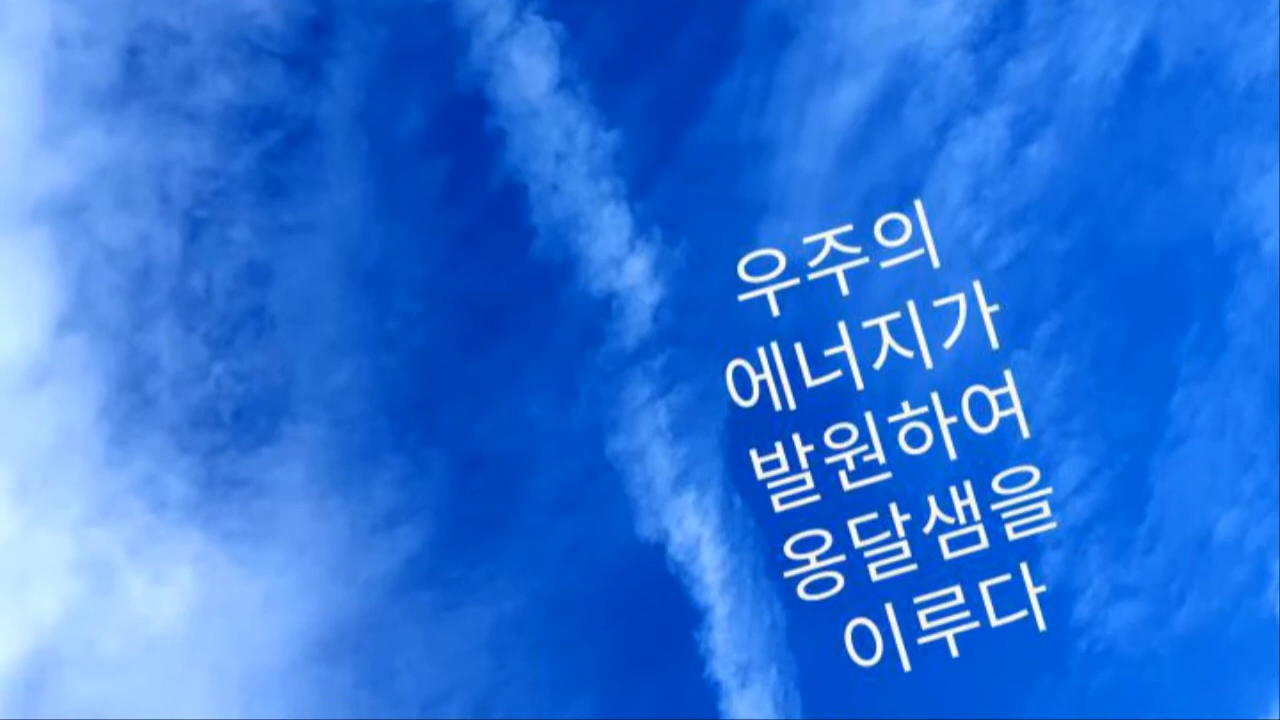 우주의
에너지가
발원하여
옹달샘을
이루다